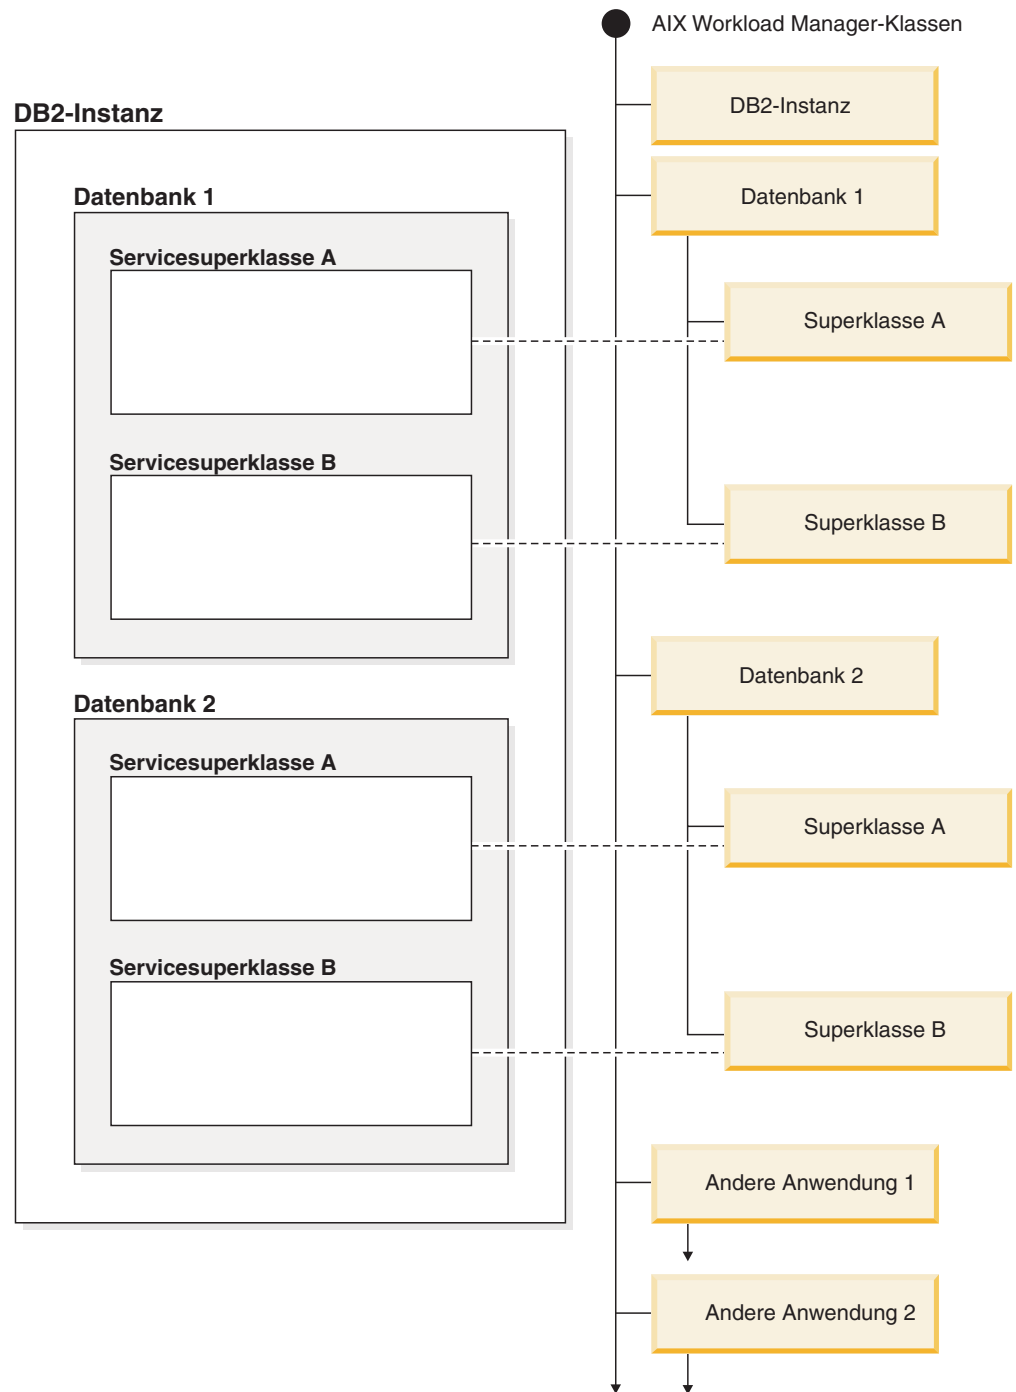 AIX Workload Manager-Klassen
DB2-Instanz
DB2-Instanz
Datenbank 1
Datenbank 1
Servicesuperklasse A
Superklasse A
Servicesuperklasse B
Superklasse B
Datenbank 2
Datenbank 2
Servicesuperklasse A
Superklasse A
Servicesuperklasse B
Superklasse B
Andere Anwendung 1
Andere Anwendung 2